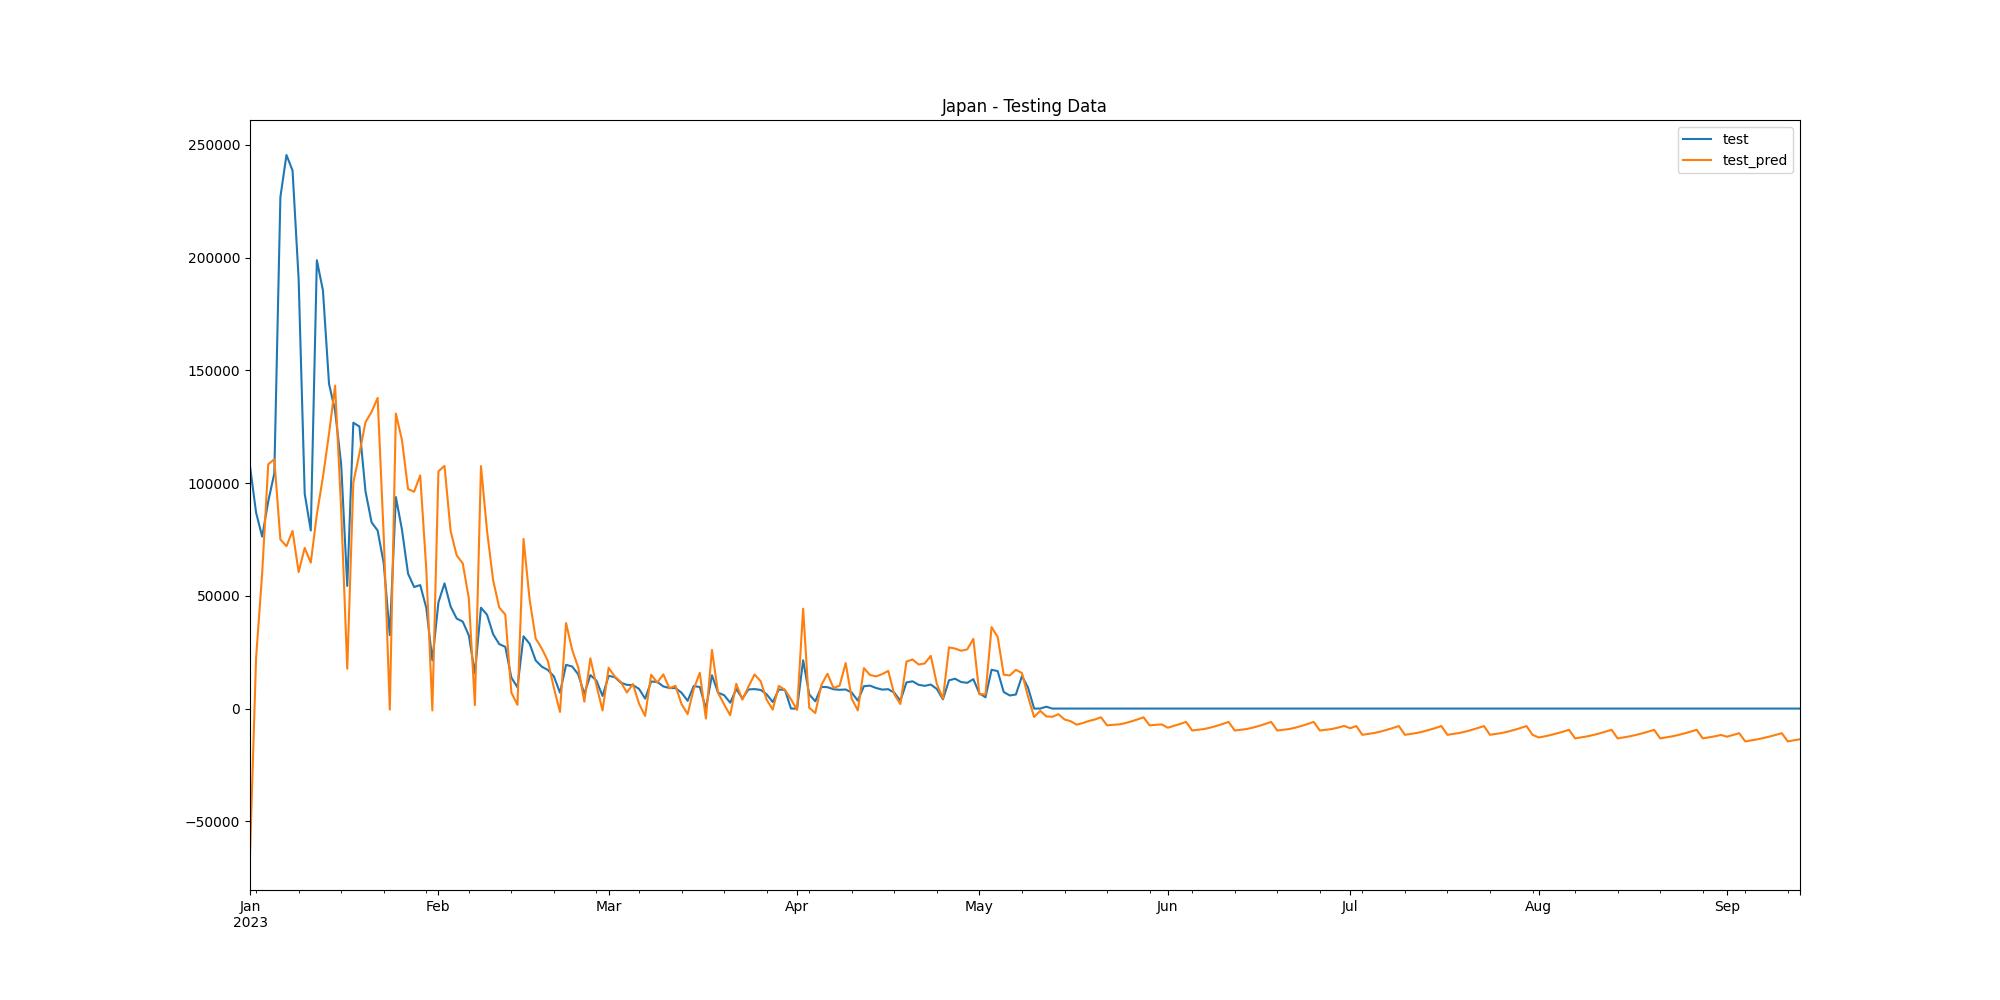 Japan - Testing Data
test
test_pred
250000
200000
150000
100000
50000
0
−50000
Jan
2023
Feb
Mar
Apr
May
Jun
Jul
Aug
Sep